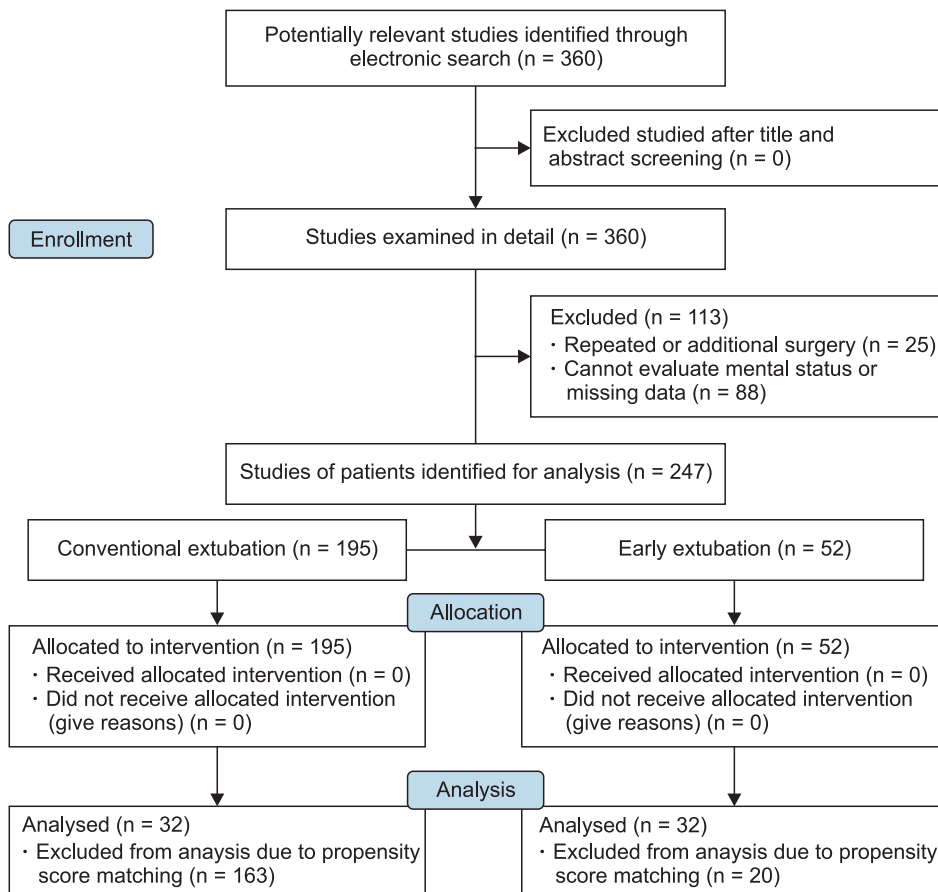 Potentially relevant studies identified through
electronic search (n = 360)
Excluded studied after title and
abstract screening (n = 0)
Enrollment
Studies examined in detail (n = 360)
Excluded (n = 113)
· Repeated or additional surgery (n = 25)
· Cannot evaluate mental status or
missing data (n = 88)
Studies of patients identified for analysis (n = 247)
Conventional extubation (n = 195)
Early extubation (n = 52)
Allocation
Allocated to intervention (n = 195)
· Received allocated intervention (n = 0)
· Did not receive allocated intervention
(give reasons) (n = 0)
Allocated to intervention (n = 52)
· Received allocated intervention (n = 0)
· Did not receive allocated intervention
(give reasons) (n = 0)
Analysis
Analysed (n = 32)
· Excluded from anaysis due to propensity
score matching (n = 163)
Analysed (n = 32)
· Excluded from anaysis due to propensity
score matching (n = 20)